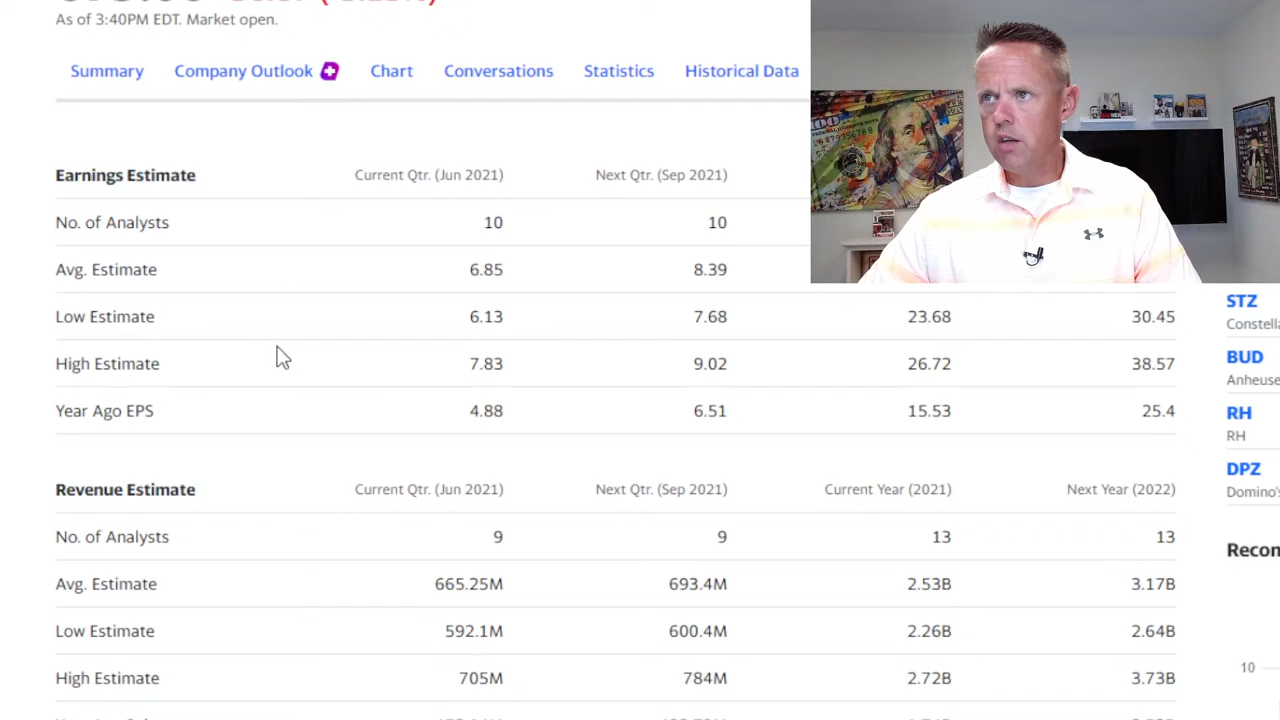 As of 3:40PM EDT. Market open.
Summary Company Outlook Chart Conversations Statistics Historical Data
Earnings Estimate Current Qtr. (Jun 2021) Next Qtr. (Sep 2021)
No. of Analysts 10 10
Avg. Estimate 6.85 8.39
Low Estimate 6.13 7.68 23.68 30.45
High Estimate 7.83 9.02 26.72 38.57
Year Ago EPS 4.88 6.51 15.53 25.4
Revenue Estimate Current Qtr. (Jun 2021) Next Qtr. (Sep 2021) Current Year (2021) Next Year (2022)
No. of Analysts 9 9 13 13
Avg. Estimate 665.25M 693.4M 2.53B 3.17B
Low Estimate 592.1M 600.4M 2.26B 2.64B
High Estimate 705M 784M 2.72B 3.73B
STZ
Constella
BUD
Anheuse
RH
RH
DPZ
Domino's
Recon
10